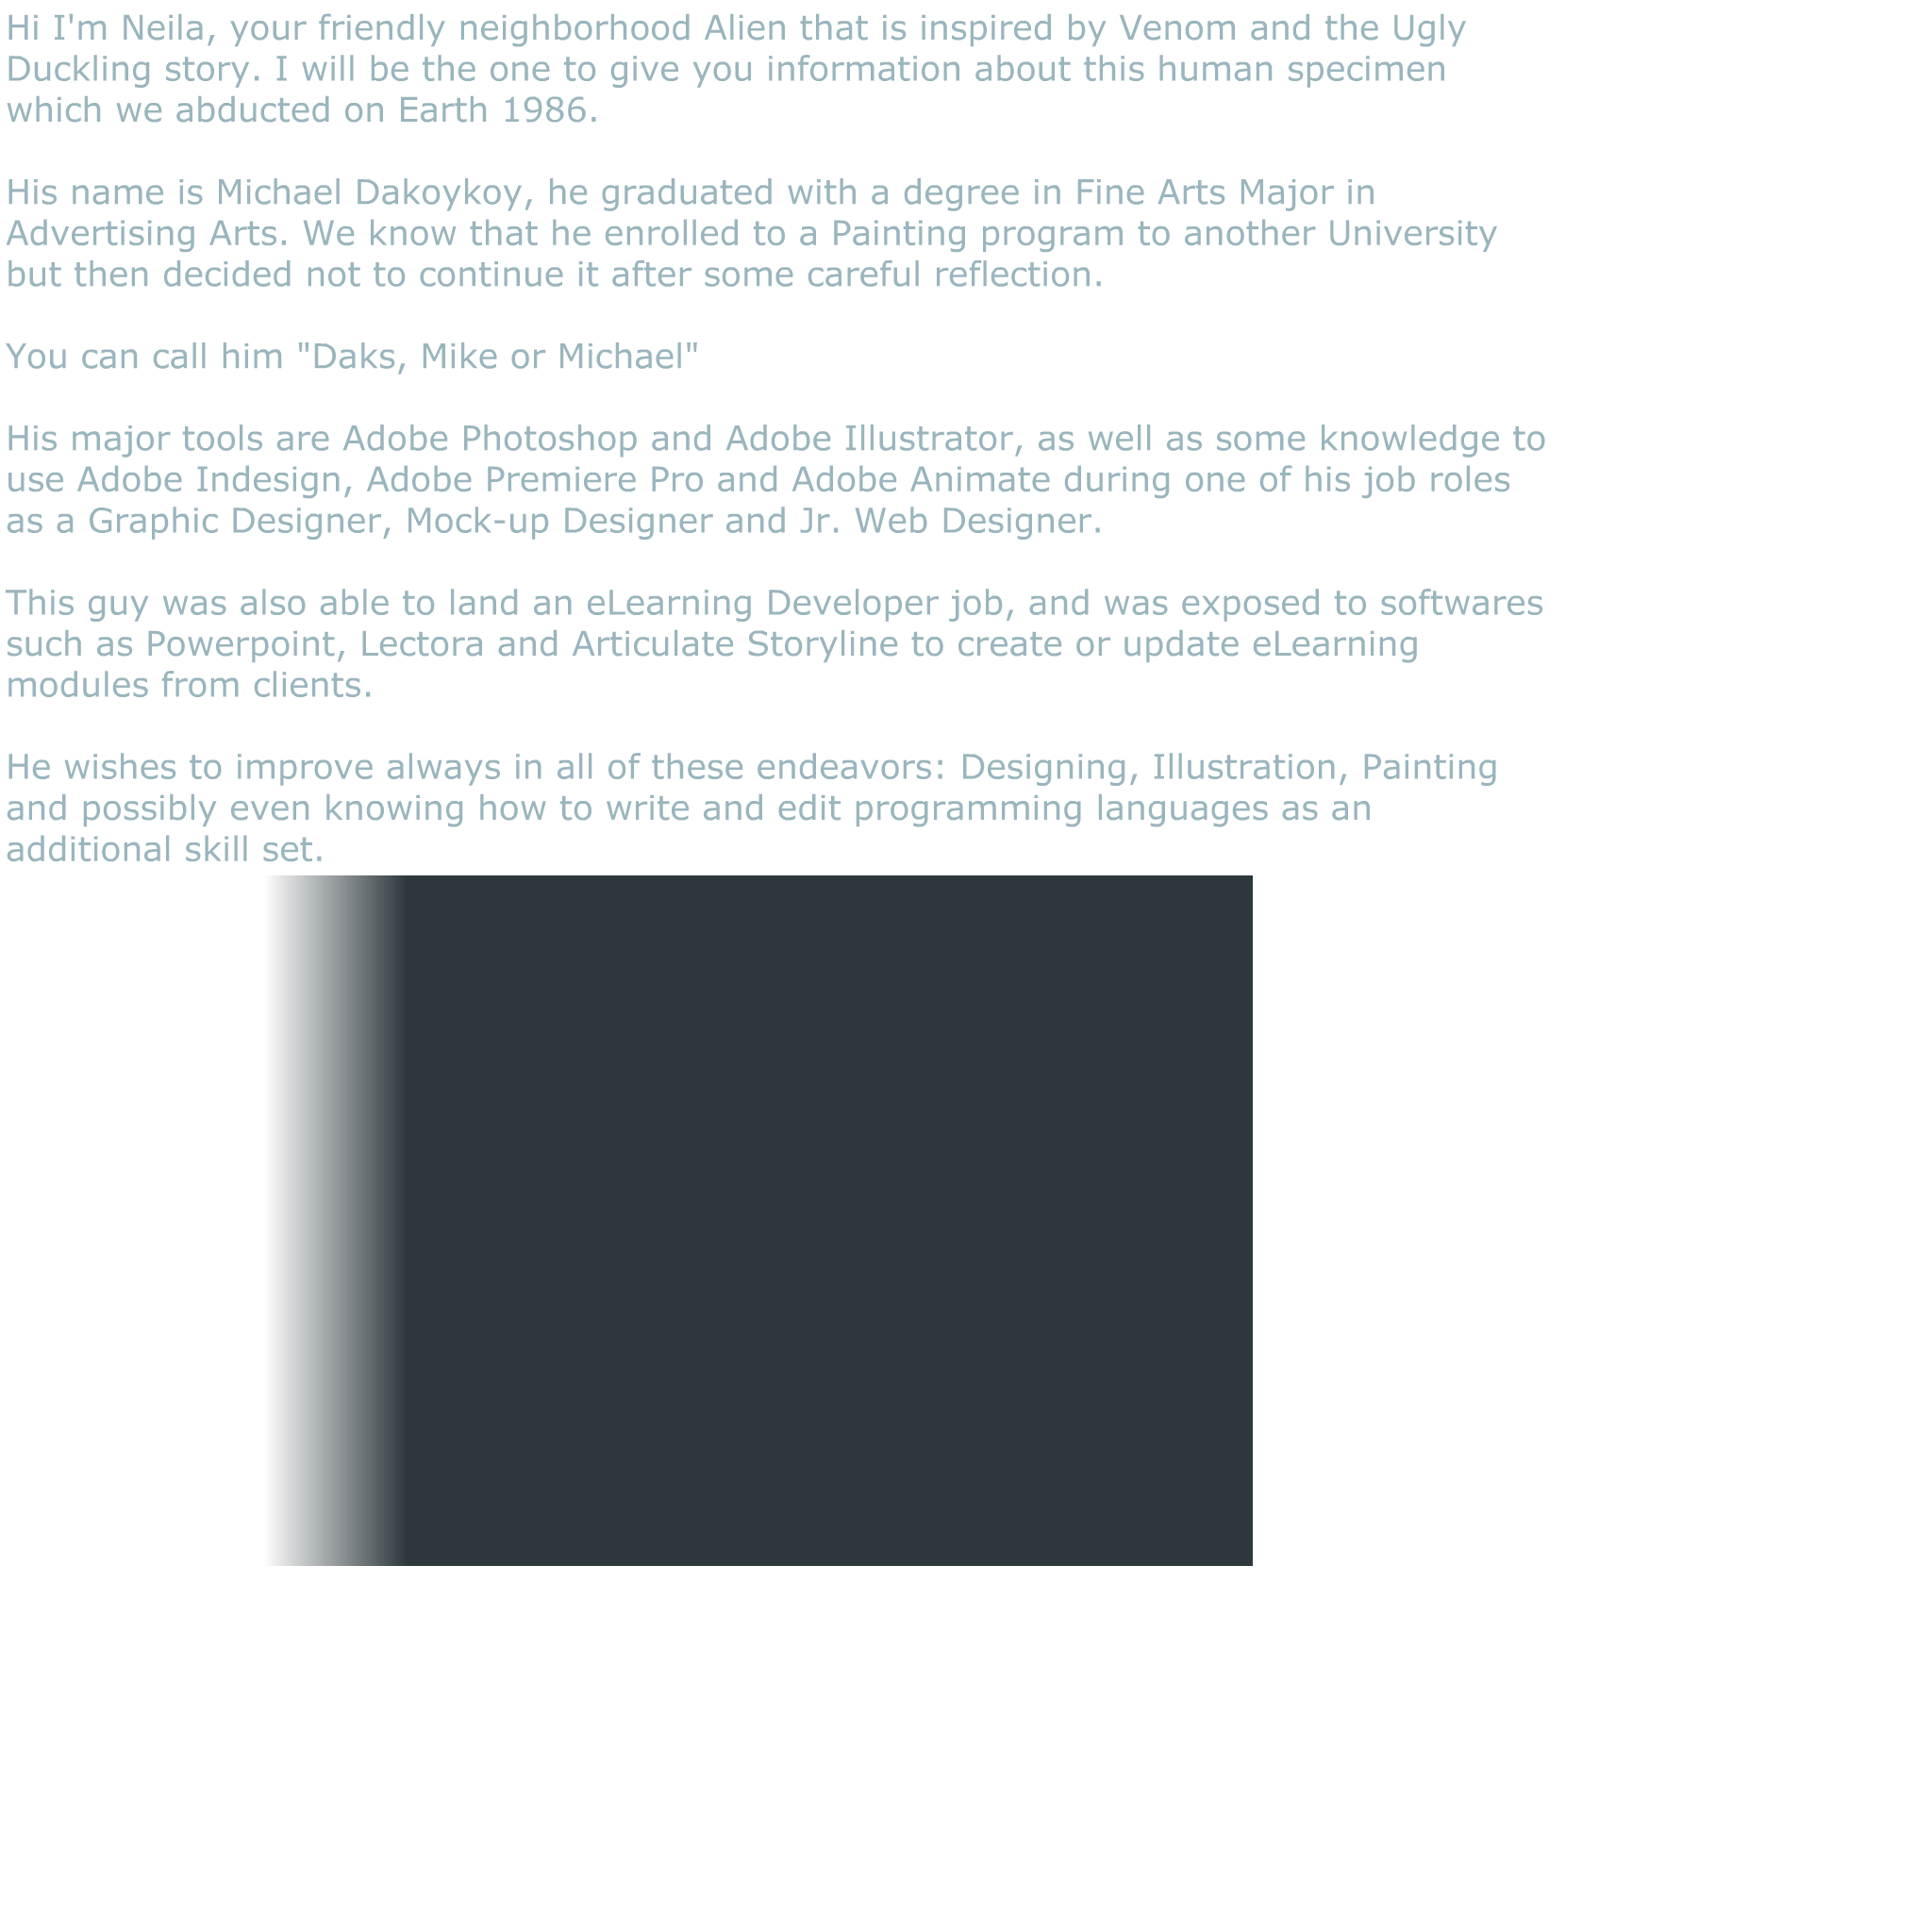 Hi I'm Neila, your friendly neighborhood Alien that is inspired by Venom and the Ugly
Duckling story. I will be the one to give you information about this human specimen
which we abducted on Earth 1986.
His name is Michael Dakoykoy, he graduated with a degree in Fine Arts Major in
Advertising Arts. We know that he enrolled to a Painting program to another University
but then decided not to continue it after some careful reflection.
You can call him "Daks, Mike or Michael"
His major tools are Adobe Photoshop and Adobe Illustrator, as well as some knowledge to
use Adobe Indesign, Adobe Premiere Pro and Adobe Animate during one of his job roles
as a Graphic Designer, Mock-up Designer and Jr. Web Designer.
This guy was also able to land an eLearning Developer job, and was exposed to softwares
such as Powerpoint, Lectora and Articulate Storyline to create or update eLearning
modules from clients.
He wishes to improve always in all of these endeavors: Designing, Illustration, Painting
and possibly even knowing how to write and edit programming languages as an
additional skill set.